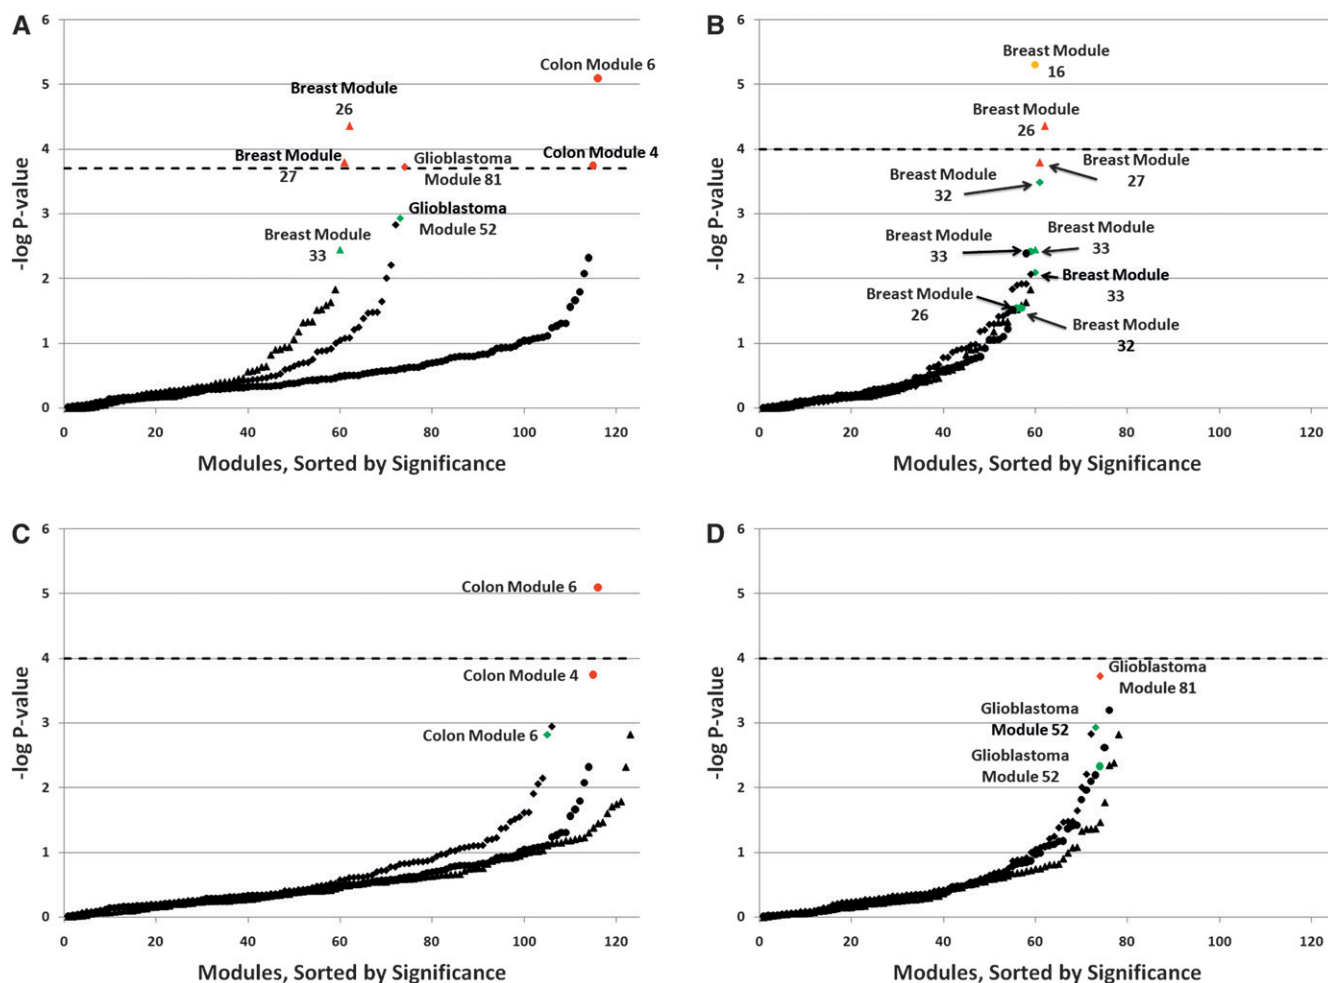 A
-log P-value
6
5
4
3
2
1
0
Colon Module 6
Breast Module
26
Breast Module
27
Glioblastoma
Module 81
Colon Module 4
Glioblastoma
Module 52
Breast Module
33
0 20 40 60 80 100 120
Modules, Sorted by Significance
B
-log P-value
6
5
4
3
2
1
0
Breast Module
16
Breast Module
26
Breast Module
27
Breast Module
32
Breast Module
33
Breast Module
33
Breast Module
33
Breast Module
26
Breast Module
32
0 20 40 60 80 100 120
Modules, Sorted by Significance
C
-log P-value
6
5
4
3
2
1
0
Colon Module 6
Colon Module 4
Colon Module 6
0 20 40 60 80 100 120
Modules, Sorted by Significance
D
-log P-value
6
5
4
3
2
1
0
Glioblastoma
Module 81
Glioblastoma
Module 52
Glioblastoma
Module 52
0 20 40 60 80 100 120
Modules, Sorted by Significance